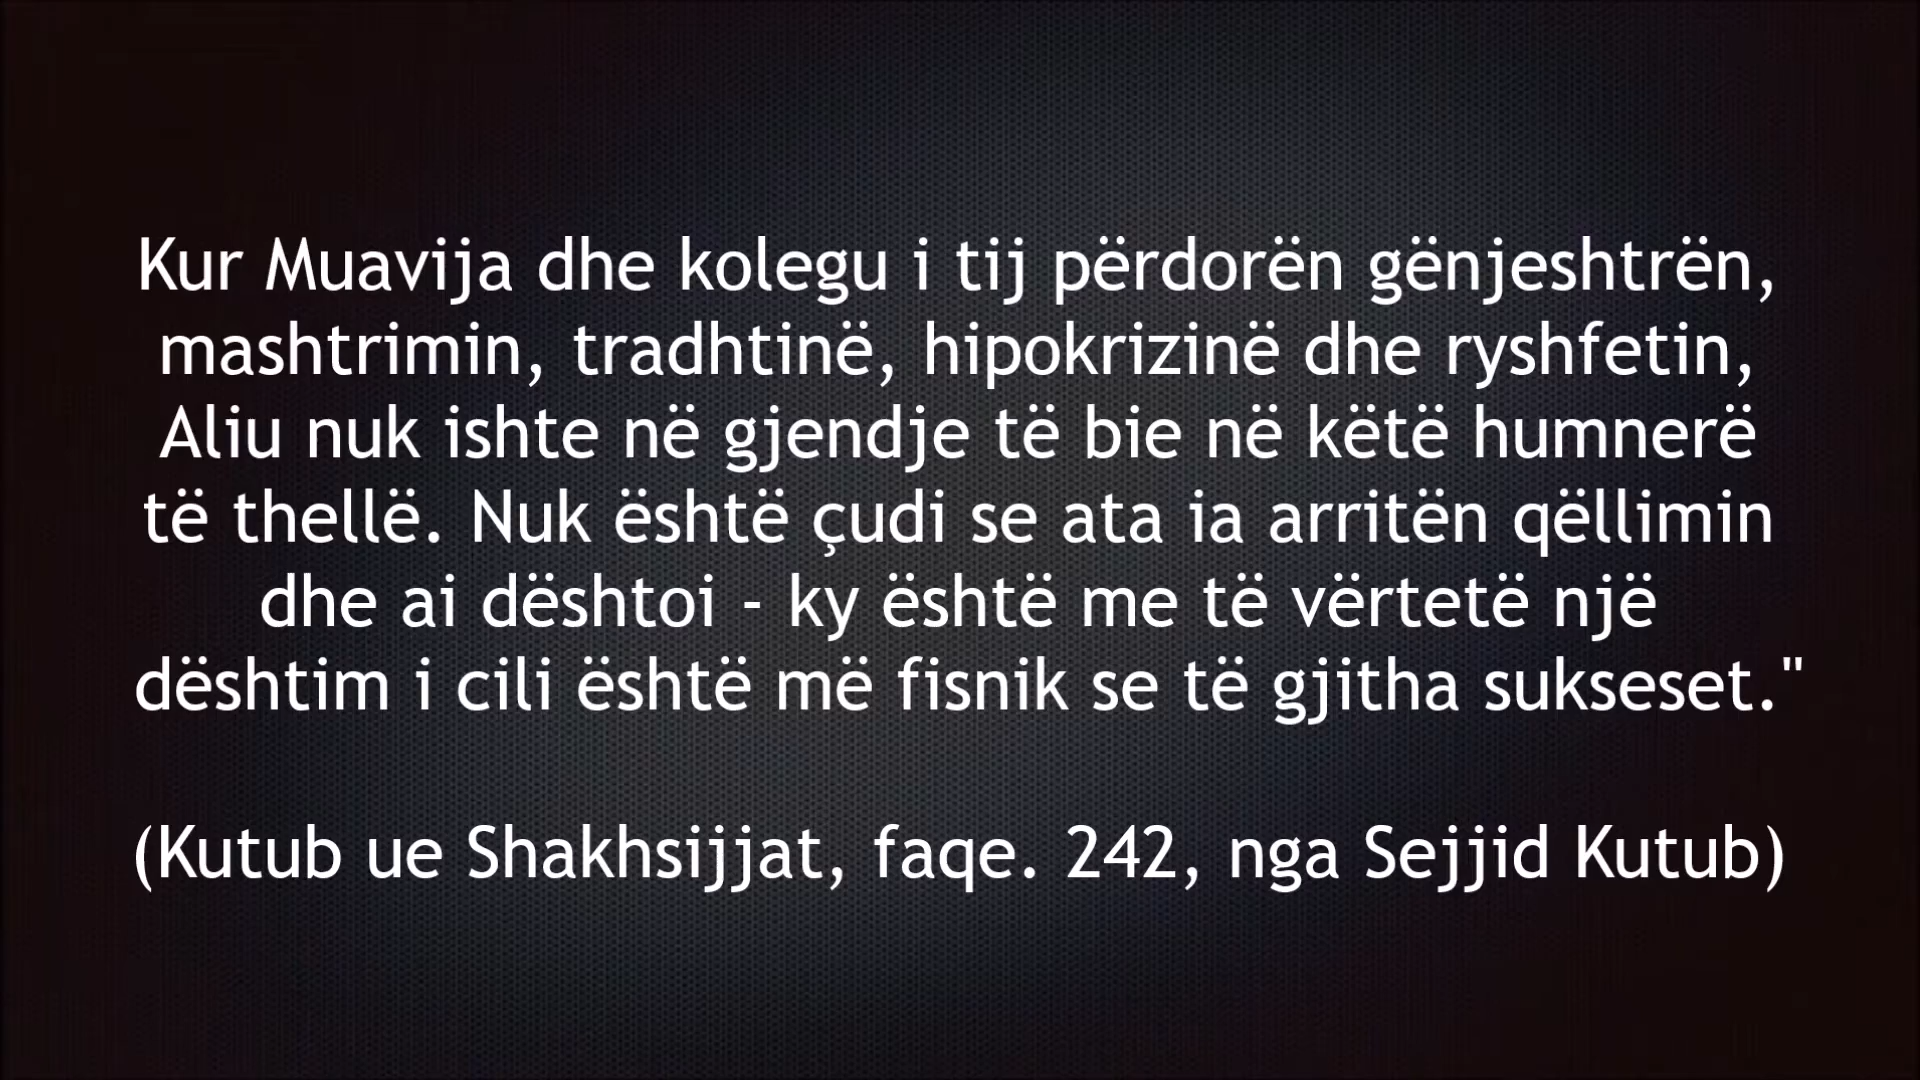 Kur Muavija dhe kolegu i tij përdorën gënjeshtrën,
mashtrimin, tradhtinë, hipokrizinë dhe ryshfetin,
Aliu nuk ishte në gjendje të bie në këtë humnerë
të thellë. Nuk është çudi se ata ia arritën qëllimin
dhe ai dështoi - ky është me të vërtetë një
dështim i cili është më fisnik se të gjitha sukseset."
(Kutub ue Shakhsijjat, faqe. 242, nga Sejjid Kutub)